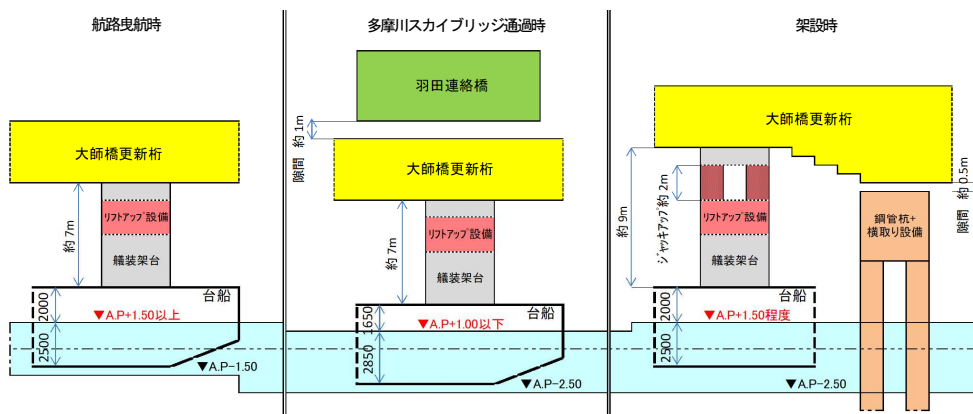 航路曳航時
大師橋更新桁
約7m
リフトアップ設備
艤装架台
台船
2000
▼A.P+1.50以上
2500
▼A.P−1.50
多摩川スカイブリッジ通過時
羽田連絡橋
隙間 約1m
大師橋更新桁
約7m
リフトアップ設備
艤装架台
台船
1650
▼A.P+1.00以下
2850
▼A.P−2.50
架設時
大師橋更新桁
約9m
ジャッキアップ約2m
リフトアップ設備
艤装架台
隙間 約0.5m
鋼管杭+
横取り設備
台船
2000
▼A.P+1.50程度
2500
▼A.P−2.50